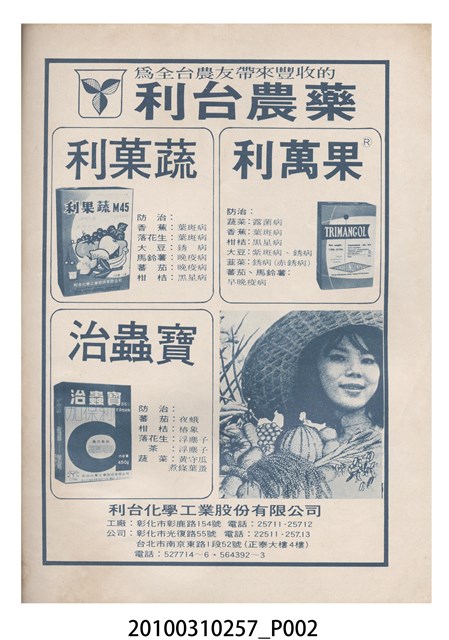 為全台農友帶來豐收的
利台農藥
利菓蔬
利果蔬 M45
防治：
香蕉：葉斑病
落花生：葉斑病
大豆：銹病
馬鈴薯：晚疫病
蕃茄：晚疫病
柑桔：黑星病
利萬果®
防治：
蔬菜：露菌病
香蕉：葉斑病
柑桔：黑星病
大豆：紫斑病、銹病
韮菜：銹病(赤銹病)
蕃茄、馬鈴薯：
早晚疫病
TRIMANGOL
治蟲寶
治蟲寶
加保利
防治：
蕃茄：夜蛾
柑桔：椿象
落花生：浮塵子
茶：浮塵子
蔬菜：黃守瓜
利台化學工業股份有限公司
工廠：彰化市彰鹿路154號 電話：25711・25712
公司：彰化市光復路55號 電話：22511・25713
台北市南京東路1段52號(正泰大樓4樓)
電話：527714～6・564392～3
20100310257_P002